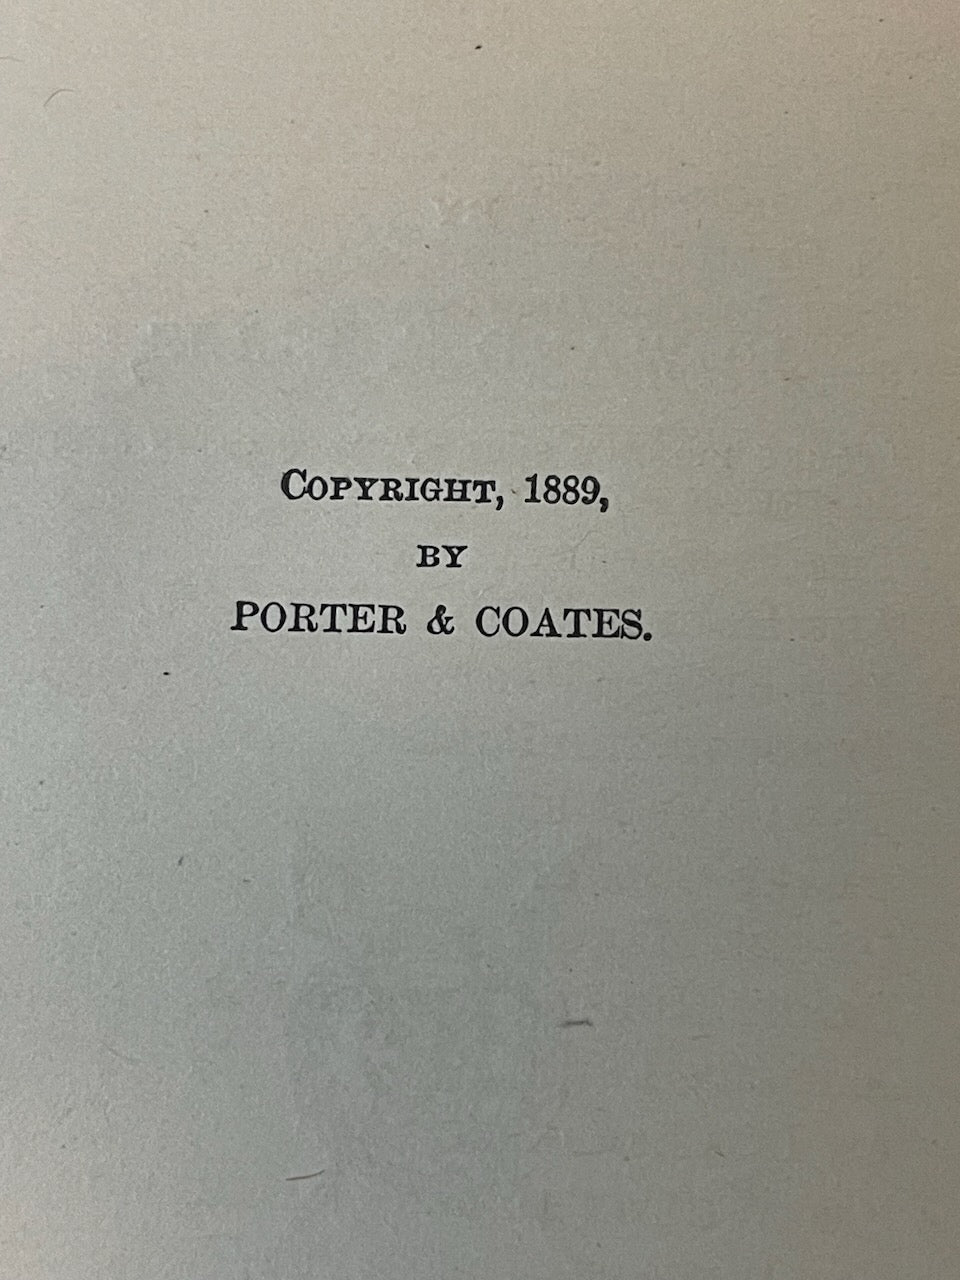 COPYRIGHT, 1889,
BY
PORTER & COATES.